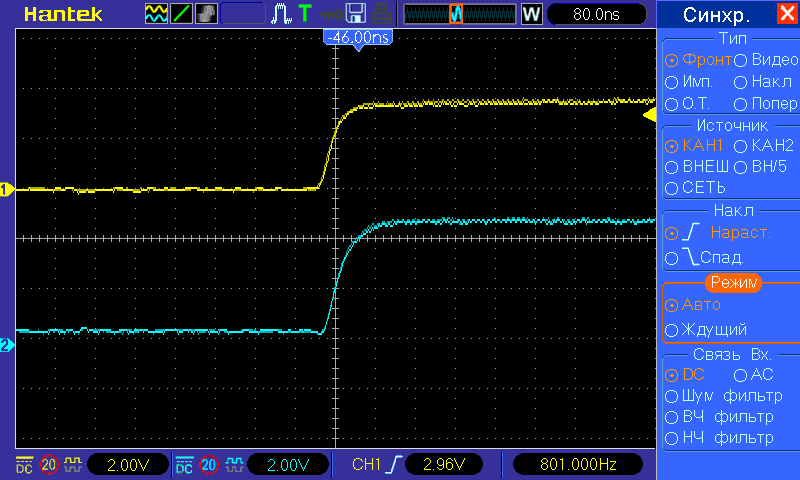 Hantek T W 80.0ns
-46.00ns
Синхр.
Тип
Фронт Видео
Имп. Накл
О.Т. Попер
Источник
КАН1 КАН2
ВНЕШ ВН/5
СЕТЬ
Накл
Нараст.
Спад.
Режим
Авто
Ждущий
Связь Вх.
DC AC
Шум фильтр
ВЧ фильтр
НЧ фильтр
1
2
DC 20 2.00V DC 20 2.00V CH1 2.96V 801.000Hz